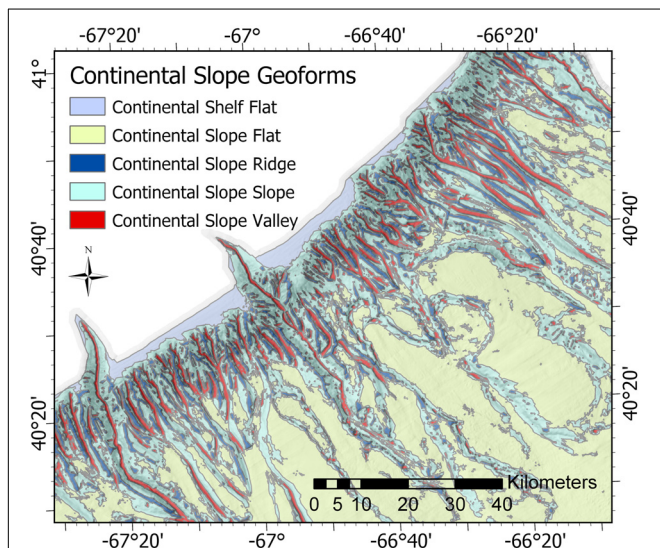 -67°20' -67° -66°40' -66°20'
41°
Continental Slope Geoforms
Continental Shelf Flat
Continental Slope Flat
Continental Slope Ridge
Continental Slope Slope
Continental Slope Valley
N
40°40'
40°40'
40°20'
40°20'
Kilometers
0 5 10 20 30 40
-67°20' -67° -66°40' -66°20'